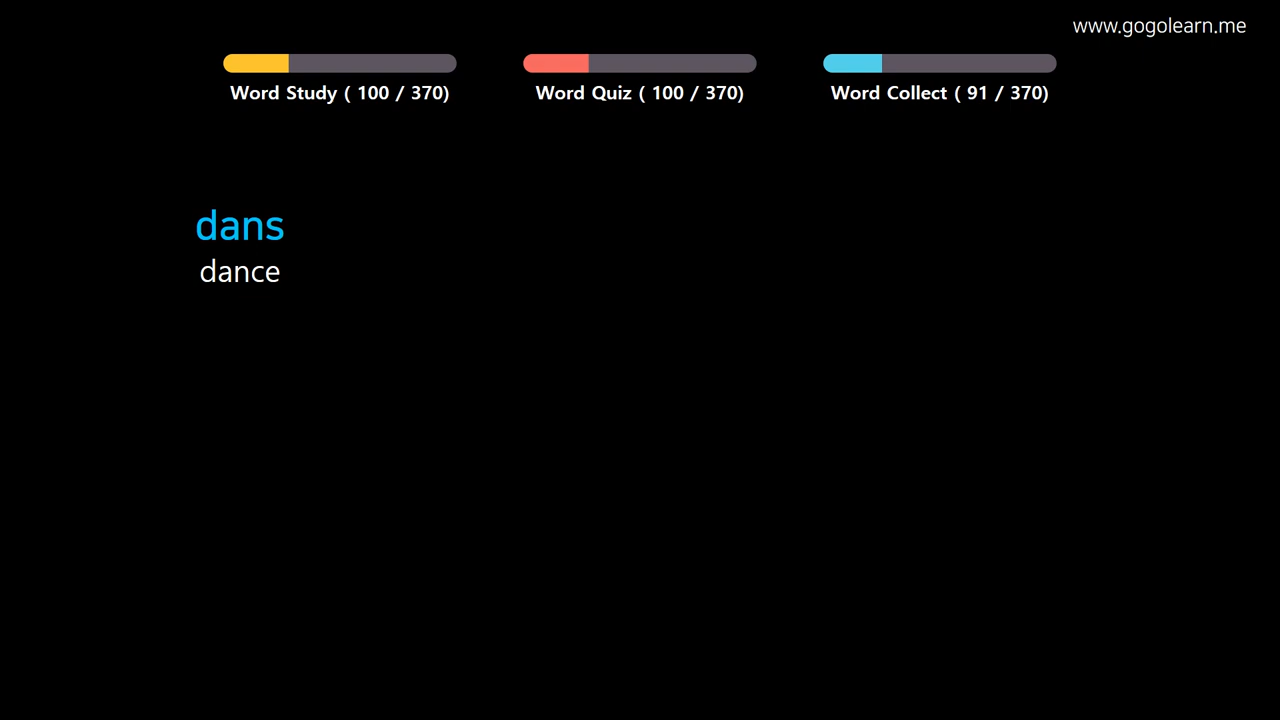 www.gogolearn.me
Word Study ( 100 / 370)
Word Quiz ( 100 / 370)
Word Collect ( 91 / 370)
dans
dance